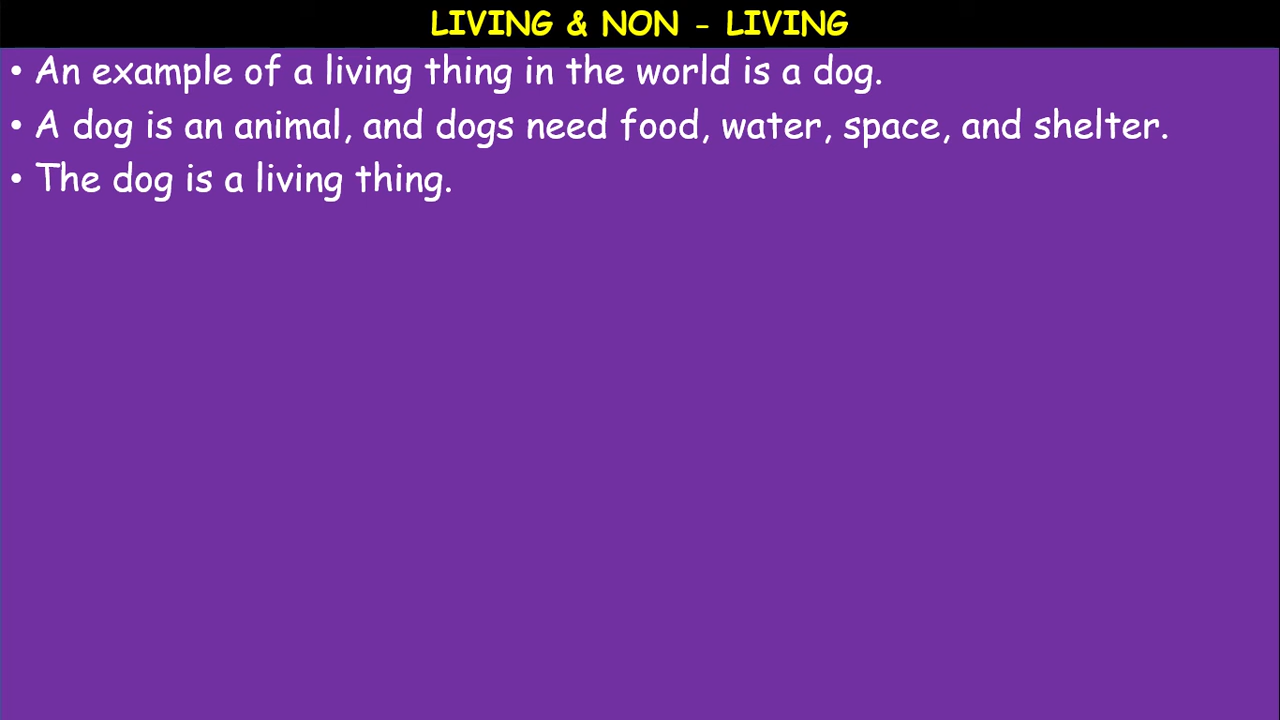 LIVING & NON - LIVING
• An example of a living thing in the world is a dog.
• A dog is an animal, and dogs need food, water, space, and shelter.
• The dog is a living thing.